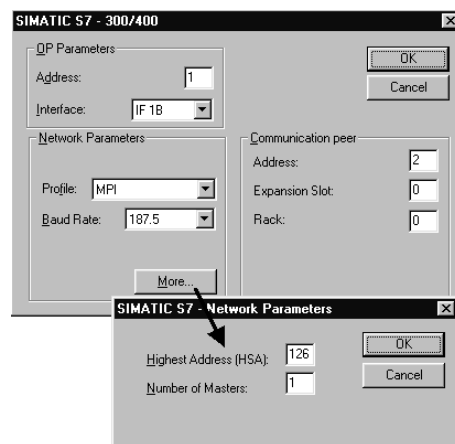 SIMATIC S7 - 300/400
OP Parameters
Address: 1
Interface: IF 1B
OK
Cancel
Network Parameters
Profile: MPI
Baud Rate: 187.5
More...
Communication peer
Address: 2
Expansion Slot: 0
Rack: 0
SIMATIC S7 - Network Parameters
Highest Address (HSA): 126
Number of Masters: 1
OK
Cancel